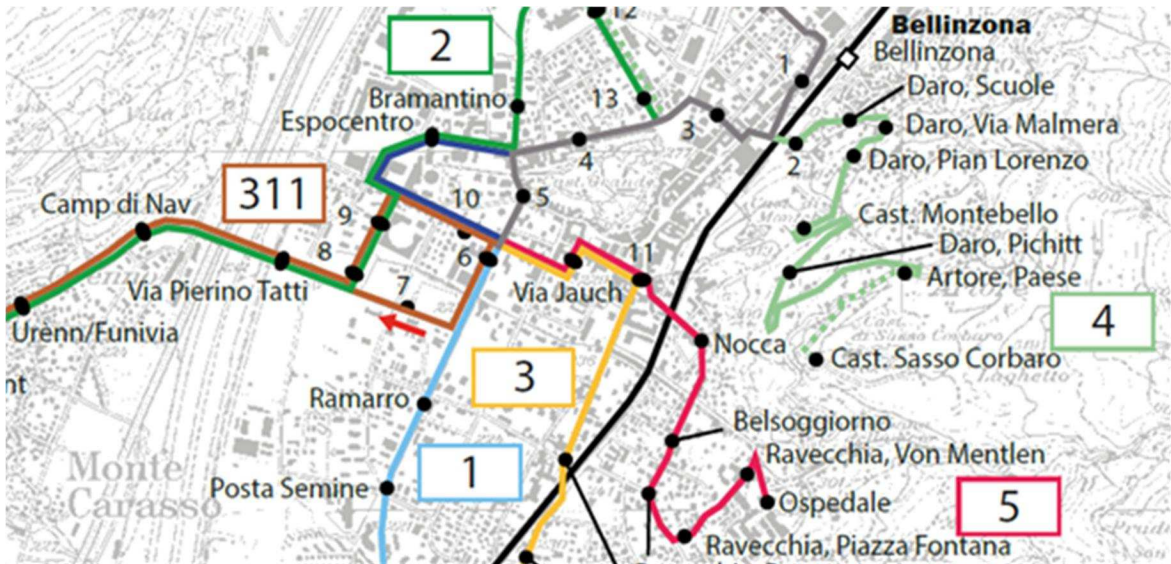 12
Bellinzona
2
Bellinzona
1
Daro, Scuole
Bramantino
13
Espocentro
3
Daro, Via Malmera
4
2
Daro, Pian Lorenzo
311
10
5
Camp di Nav
9
Cast. Montebello
8
6
11
Daro, Pichitt
7
Via Jauch
Artore, Paese
Via Pierino Tatti
4
Urenn/Funivia
Nocca
3
Cast. Sasso Corbaro
nt
Ramarro
Belsoggiorno
Ravecchia, Von Mentlen
Monte
Carasso
1
Posta Semine
Ospedale
5
Ravecchia, Piazza Fontana